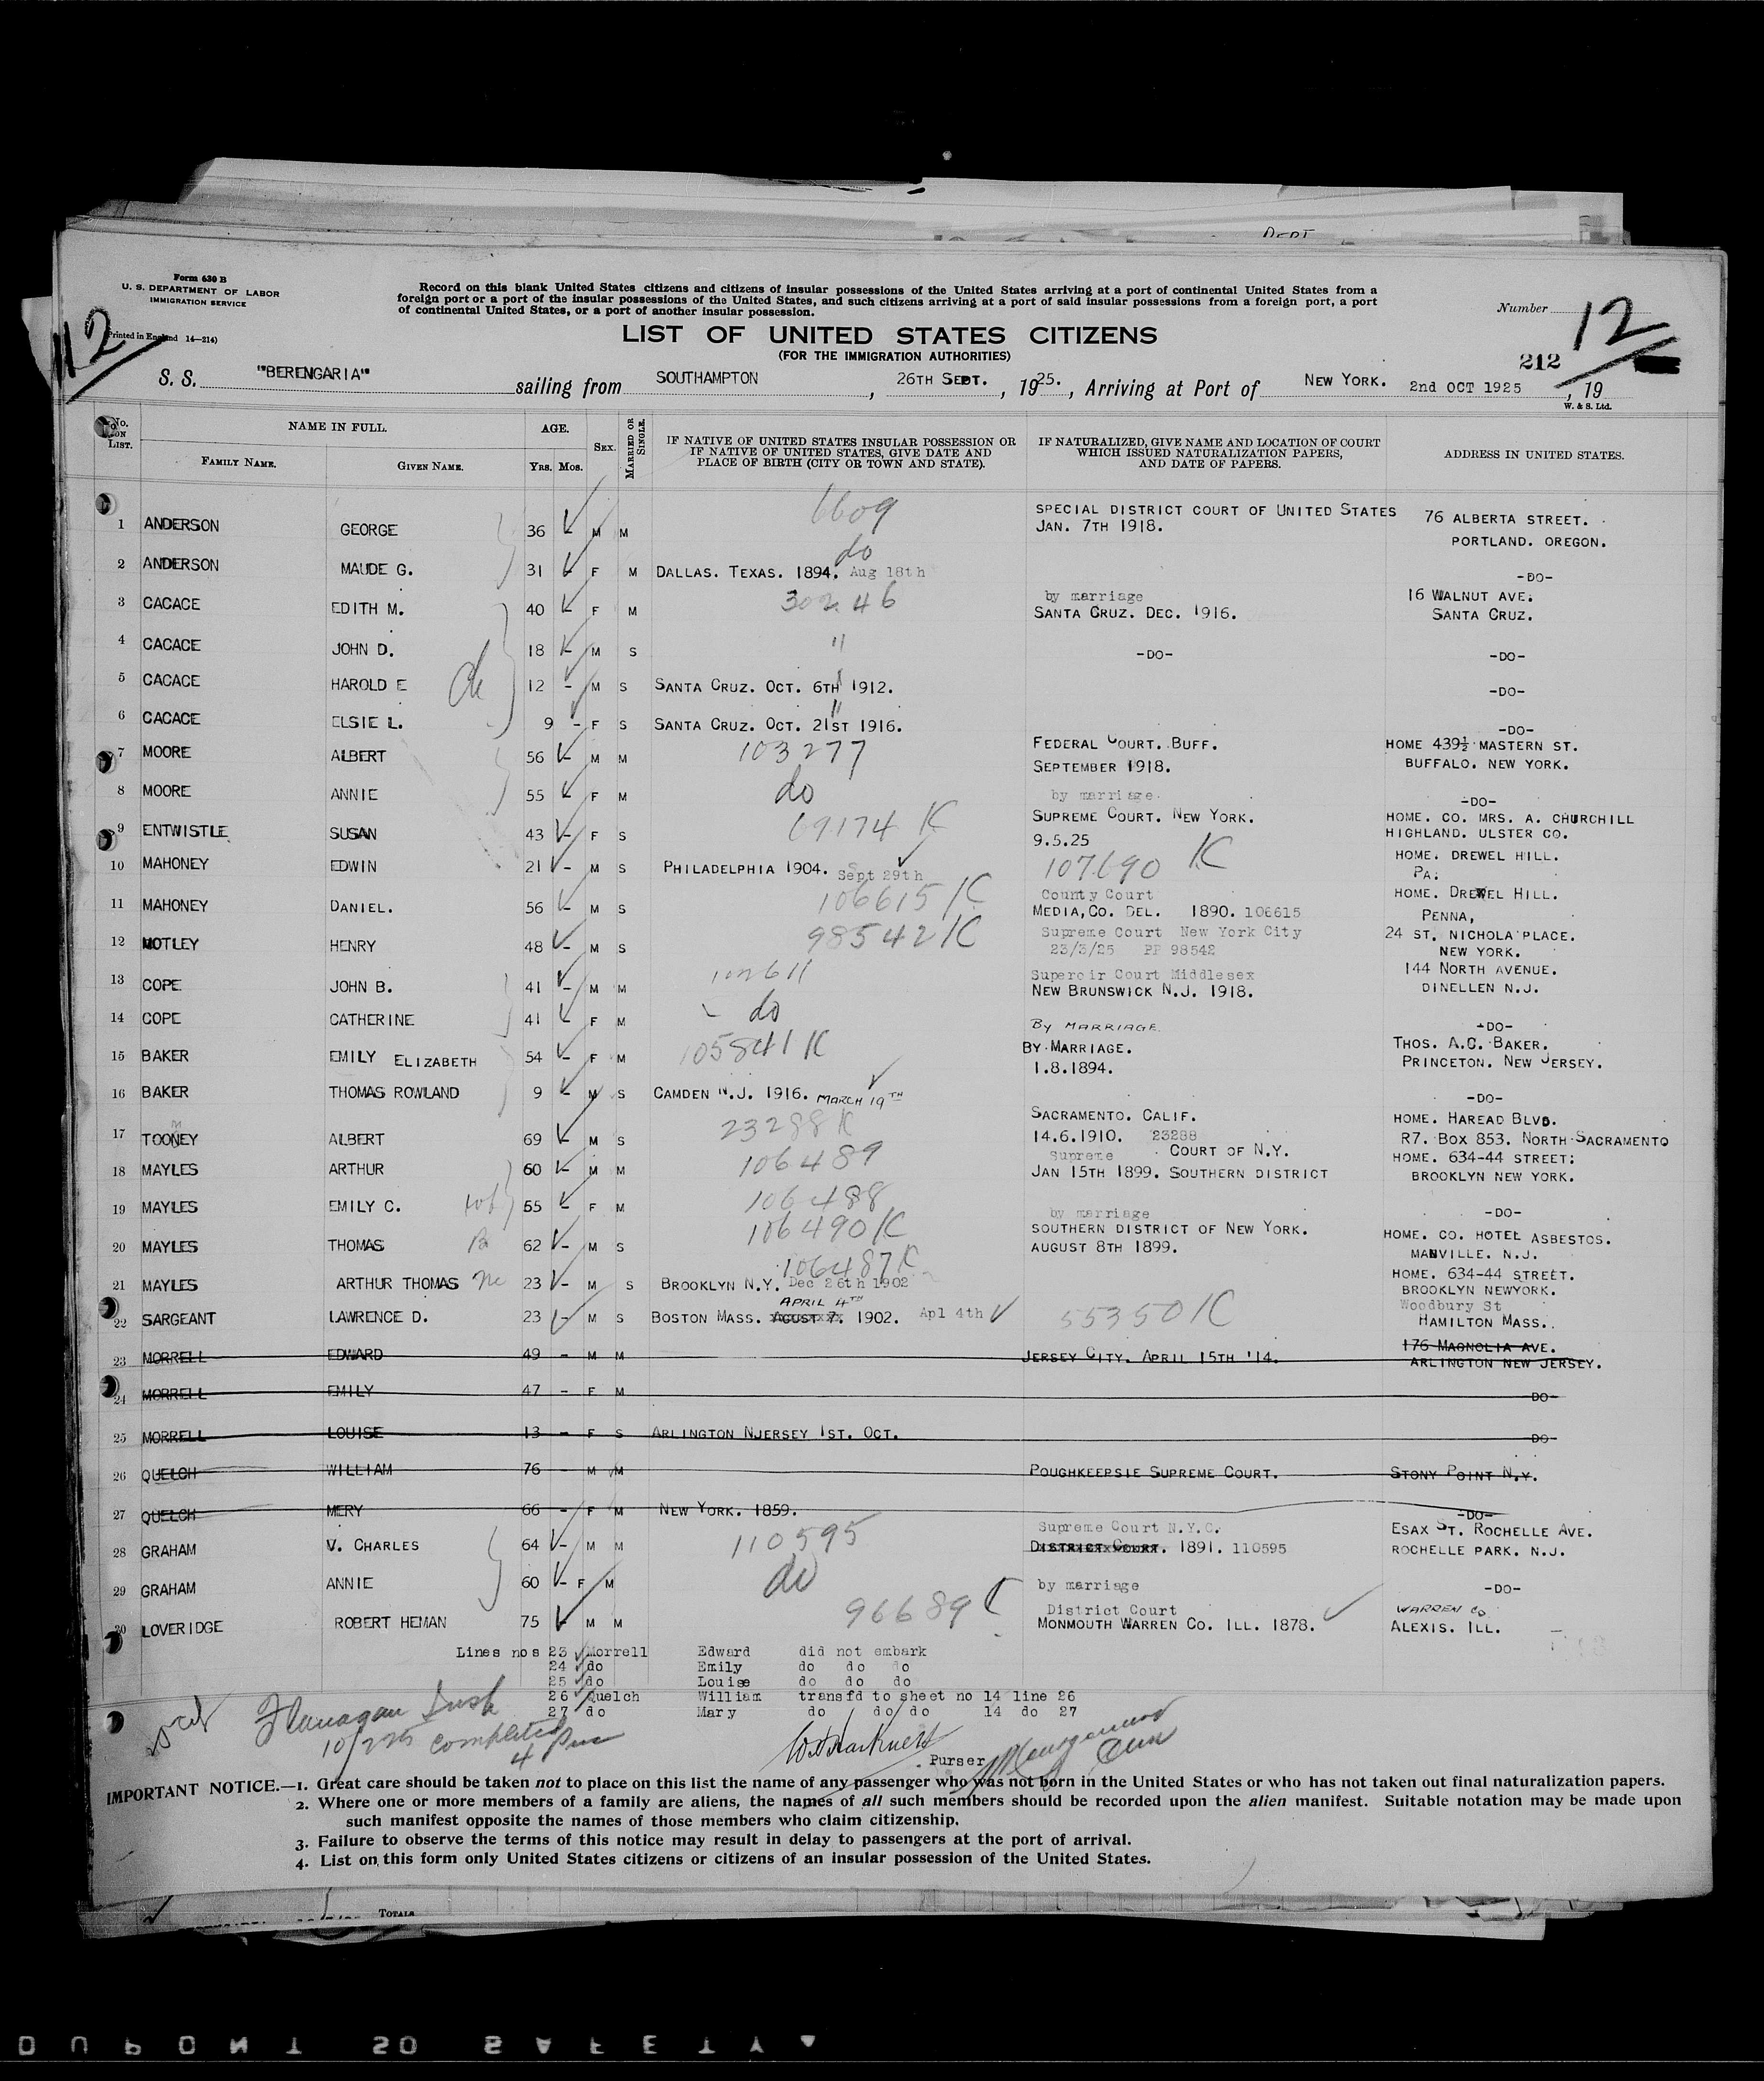 DEPT
Form 630 B
U. S. DEPARTMENT OF LABOR
IMMIGRATION SERVICE
Printed in England 14—214)
12
Record on this blank United States citizens and citizens of insular possessions of the United States arriving at a port of continental United States from a
foreign port or a port of the insular possessions of the United States, and such citizens arriving at a port of said insular possessions from a foreign port, a port
of continental United States, or a port of another insular possession.
Number 12
LIST OF UNITED STATES CITIZENS
(FOR THE IMMIGRATION AUTHORITIES)
212
S. S. "BERENGARIA" sailing from SOUTHAMPTON, 26TH SEPT., 1925., Arriving at Port of NEW YORK. 2nd OCT 1925, 19
W. & S. Ltd.
No. ON LIST. NAME IN FULL. FAMILY NAME. GIVEN NAME. AGE. YRS. MOS. SEX. MARRIED OR SINGLE. IF NATIVE OF UNITED STATES INSULAR POSSESSION OR IF NATIVE OF UNITED STATES, GIVE DATE AND PLACE OF BIRTH (CITY OR TOWN AND STATE). IF NATURALIZED, GIVE NAME AND LOCATION OF COURT WHICH ISSUED NATURALIZATION PAPERS, AND DATE OF PAPERS. ADDRESS IN UNITED STATES.
1 ANDERSON GEORGE 36 M M 6609 SPECIAL DISTRICT COURT OF UNITED STATES JAN. 7TH 1918. 76 ALBERTA STREET. PORTLAND. OREGON.
2 ANDERSON MAUDE G. 31 - F M do DALLAS. TEXAS. 1894. Aug 18th -DO-
3 CACACE EDITH M. 40 - F M 30246 by marriage SANTA CRUZ. DEC. 1916. 16 WALNUT AVE. SANTA CRUZ.
4 CACACE JOHN D. 18 - M S " -DO- -DO-
5 CACACE HAROLD E 12 - M S SANTA CRUZ. OCT. 6TH 1912. -DO-
6 CACACE ELSIE L. 9 - F S SANTA CRUZ. OCT. 21ST 1916. -DO-
7 MOORE ALBERT 56 - M M 103277 FEDERAL COURT. BUFF. SEPTEMBER 1918. HOME 439½ MASTERN ST. BUFFALO. NEW YORK.
8 MOORE ANNIE 55 - F M do by marriage. -DO-
9 ENTWISTLE SUSAN 43 - F S 69174 K SUPREME COURT. NEW YORK. 9.5.25 HOME. CO. MRS. A. CHURCHILL HIGHLAND. ULSTER CO.
10 MAHONEY EDWIN 21 - M S PHILADELPHIA 1904. Sept 29th 107690 K HOME. DREWEL HILL. PA.
11 MAHONEY DANIEL. 56 - M S 106615 K County Court MEDIA, CO. DEL. 1890. 106615 HOME. DREWEL HILL. PENNA,
12 MOTLEY HENRY 48 - M S 98542 K Supreme Court New York City 23/3/25 PP 98542 24 ST. NICHOLA PLACE. NEW YORK.
13 COPE JOHN B. 41 - M M 102611 Superoir Court Middlesex NEW BRUNSWICK N.J. 1918. 144 NORTH AVENUE. DINELLEN N.J.
14 COPE CATHERINE 41 - F M do BY MARRIAGE -DO-
15 BAKER EMILY ELIZABETH 54 - F M 105841 K BY MARRIAGE. 1.8.1894. THOS. A.C. BAKER. PRINCETON. NEW JERSEY.
16 BAKER THOMAS ROWLAND 9 - M S CAMDEN N.J. 1916. MARCH 19TH -DO-
17 TOONEY ALBERT 69 - M S 23288 K SACRAMENTO. CALIF. 14.6.1910. 23288 HOME. HAREAD BLVD. R7. BOX 853. NORTH SACRAMENTO
18 MAYLES ARTHUR 60 - M M 106489 Supreme COURT OF N.Y. JAN 15TH 1899. SOUTHERN DISTRICT HOME. 634-44 STREET; BROOKLYN NEW YORK.
19 MAYLES EMILY C. 55 - F M 106488 by marriage -DO-
20 MAYLES THOMAS 62 - M S 106490 K SOUTHERN DISTRICT OF NEW YORK. AUGUST 8TH 1899. HOME. CO. HOTEL ASBESTOS. MANVILLE. N.J.
21 MAYLES ARTHUR THOMAS 23 - M S 106487 K BROOKLYN N.Y. Dec 26th 1902 HOME. 634-44 STREET. BROOKLYN NEWYORK.
22 SARGEANT LAWRENCE D. 23 - M S BOSTON MASS. AUGUST 7. APRIL 4TH 1902. Apl 4th 55350 K Woodbury St HAMILTON MASS.
23 MORRELL EDWARD 49 - M M JERSEY CITY. APRIL 15TH '14. 176 MAGNOLIA AVE. ARLINGTON NEW JERSEY.
24 MORRELL EMILY 47 - F M DO-
25 MORRELL LOUISE 13 - F S ARLINGTON NJERSEY 1ST. OCT. DO-
26 QUELCH WILLIAM 76 M M POUGHKEEPSIE SUPREME COURT. STONY POINT N.Y.
27 QUELCH MERY 66 - F M NEW YORK. 1859. -DO-
28 GRAHAM V. CHARLES 64 - M M 110595 Supreme Court N.Y.C. DISTRICT COURT. 1891. 110595 ESAX ST. ROCHELLE AVE. ROCHELLE PARK. N.J.
29 GRAHAM ANNIE 60 - F M do by marriage -DO-
30 LOVERIDGE ROBERT HEMAN 75 - M M 96689 District Court MONMOUTH WARREN CO. ILL. 1878. WARREN CO ALEXIS. ILL.
Lines nos 23 Morrell Edward did not embark
24 do Emily do do do
25 do Louise do do do
26 Quelch William transfd to sheet no 14 line 26
27 do Mary do do do 14 do 27
Flanagan
10/2/25 completed
Purser
IMPORTANT NOTICE.—1. Great care should be taken not to place on this list the name of any passenger who was not born in the United States or who has not taken out final naturalization papers.
2. Where one or more members of a family are aliens, the names of all such members should be recorded upon the alien manifest. Suitable notation may be made upon
such manifest opposite the names of those members who claim citizenship.
3. Failure to observe the terms of this notice may result in delay to passengers at the port of arrival.
4. List on this form only United States citizens or citizens of an insular possession of the United States.
TOTALS
DUPONT SO SAFETY